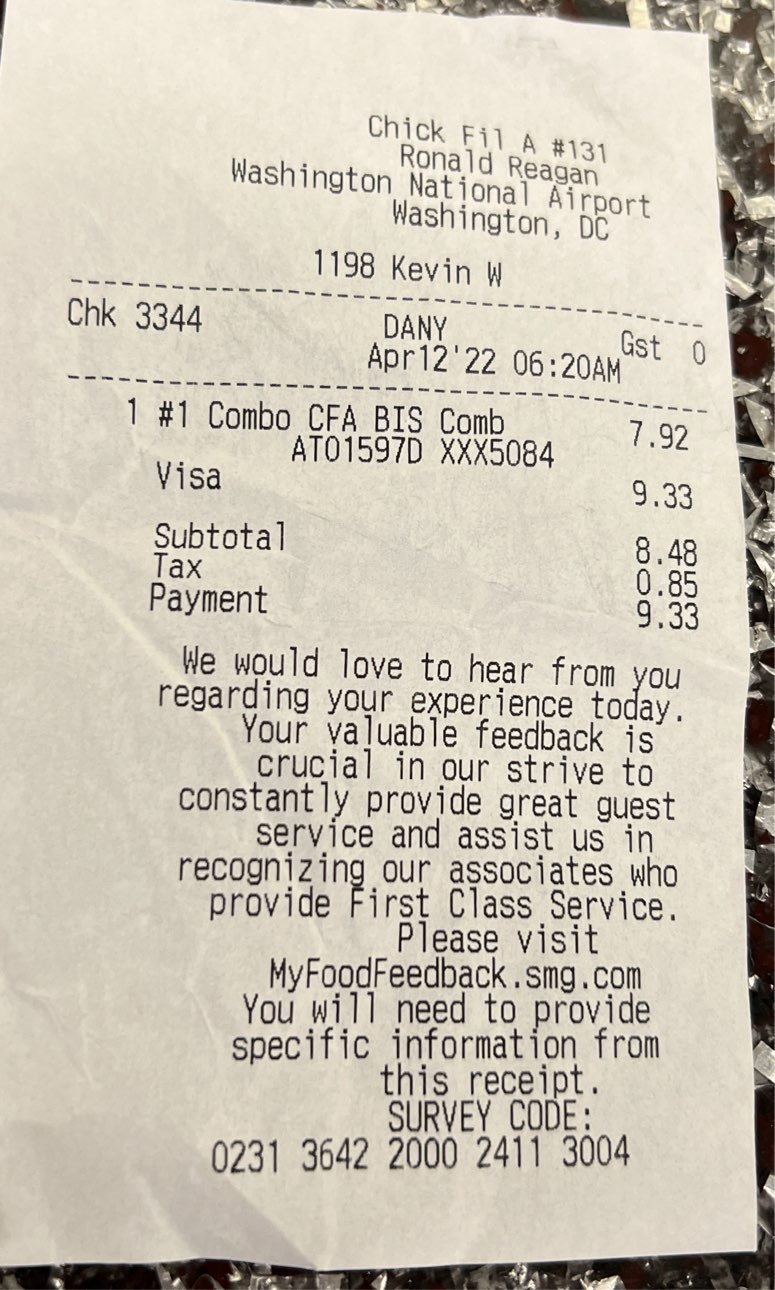 Chick Fil A #131
Ronald Reagan
Washington National Airport
Washington, DC
1198 Kevin W
Chk 3344 DANY Gst 0
Apr12'22 06:20AM
1 #1 Combo CFA BIS Comb 7.92
AT01597D XXX5084
Visa 9.33
Subtotal 8.48
Tax 0.85
Payment 9.33
We would love to hear from you
regarding your experience today.
Your valuable feedback is
crucial in our strive to
constantly provide great guest
service and assist us in
recognizing our associates who
provide First Class Service.
Please visit
MyFoodFeedback.smg.com
You will need to provide
specific information from
this receipt.
SURVEY CODE:
0231 3642 2000 2411 3004